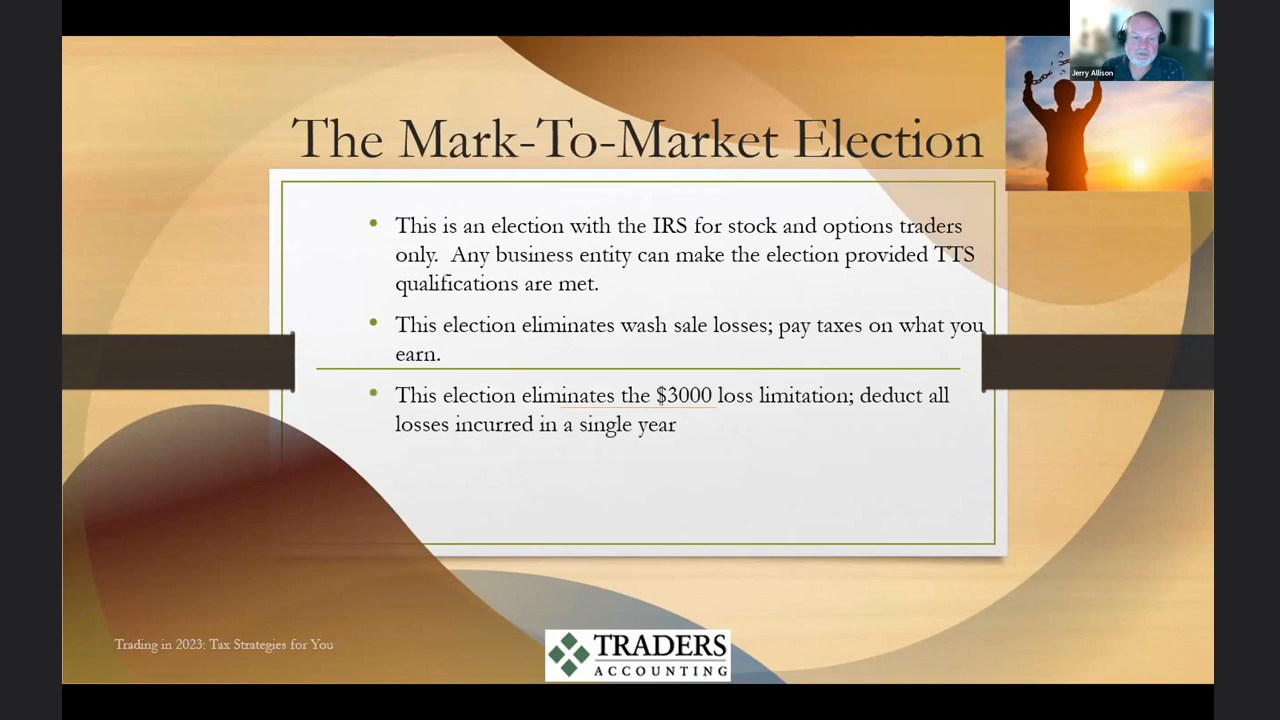 Jerry Allison
The Mark-To-Market Election
• This is an election with the IRS for stock and options traders
only.  Any business entity can make the election provided TTS
qualifications are met.
• This election eliminates wash sale losses; pay taxes on what you
earn.
• This election eliminates the $3000 loss limitation; deduct all
losses incurred in a single year
Trading in 2023: Tax Strategies for You
TRADERS
ACCOUNTING